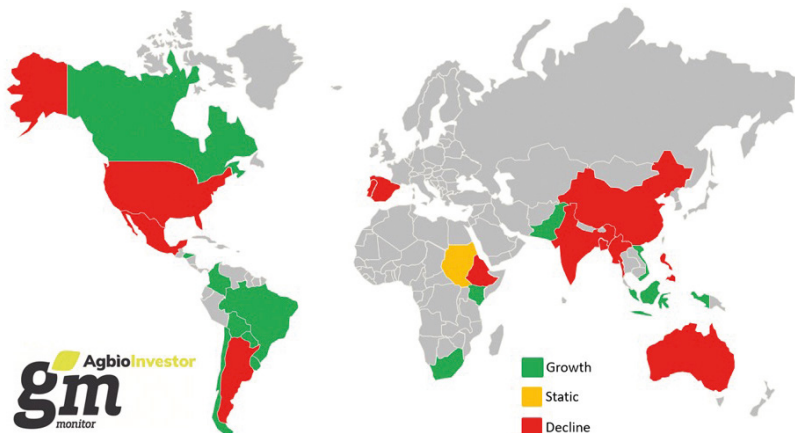 AgbioInvestor
gm
monitor
Growth
Static
Decline